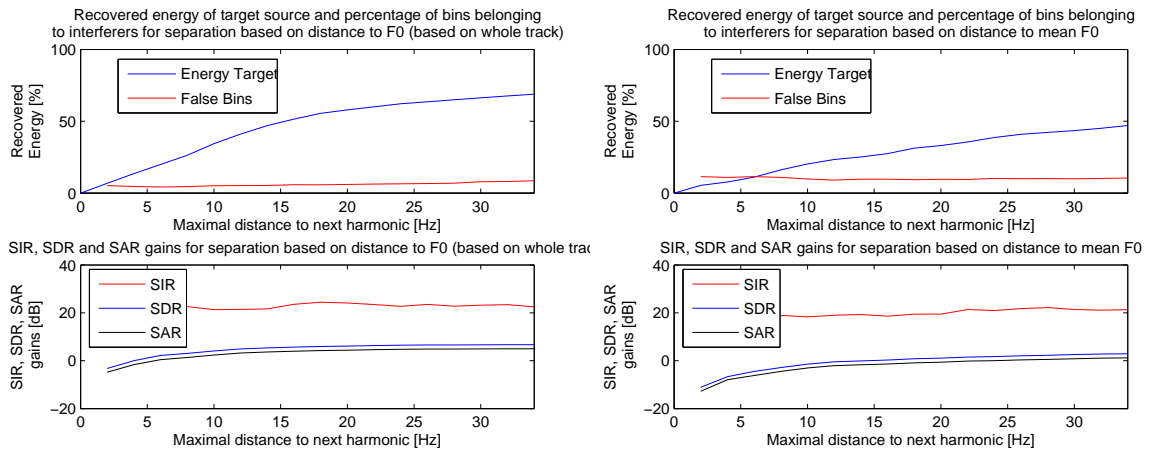 Recovered energy of target source and percentage of bins belonging
to interferers for separation based on distance to F0 (based on whole track)
100
50
0
Recovered
Energy [%]
Energy Target
False Bins
0 5 10 15 20 25 30
Maximal distance to next harmonic [Hz]
Recovered energy of target source and percentage of bins belonging
to interferers for separation based on distance to mean F0
100
50
0
Recovered
Energy [%]
Energy Target
False Bins
0 5 10 15 20 25 30
Maximal distance to next harmonic [Hz]
SIR, SDR and SAR gains for separation based on distance to F0 (based on whole trac
40
20
0
−20
SIR, SDR, SAR
gains [dB]
SIR
SDR
SAR
0 5 10 15 20 25 30
Maximal distance to next harmonic [Hz]
SIR, SDR and SAR gains for separation based on distance to mean F0
40
20
0
−20
SIR, SDR, SAR
gains [dB]
SIR
SDR
SAR
0 5 10 15 20 25 30
Maximal distance to next harmonic [Hz]